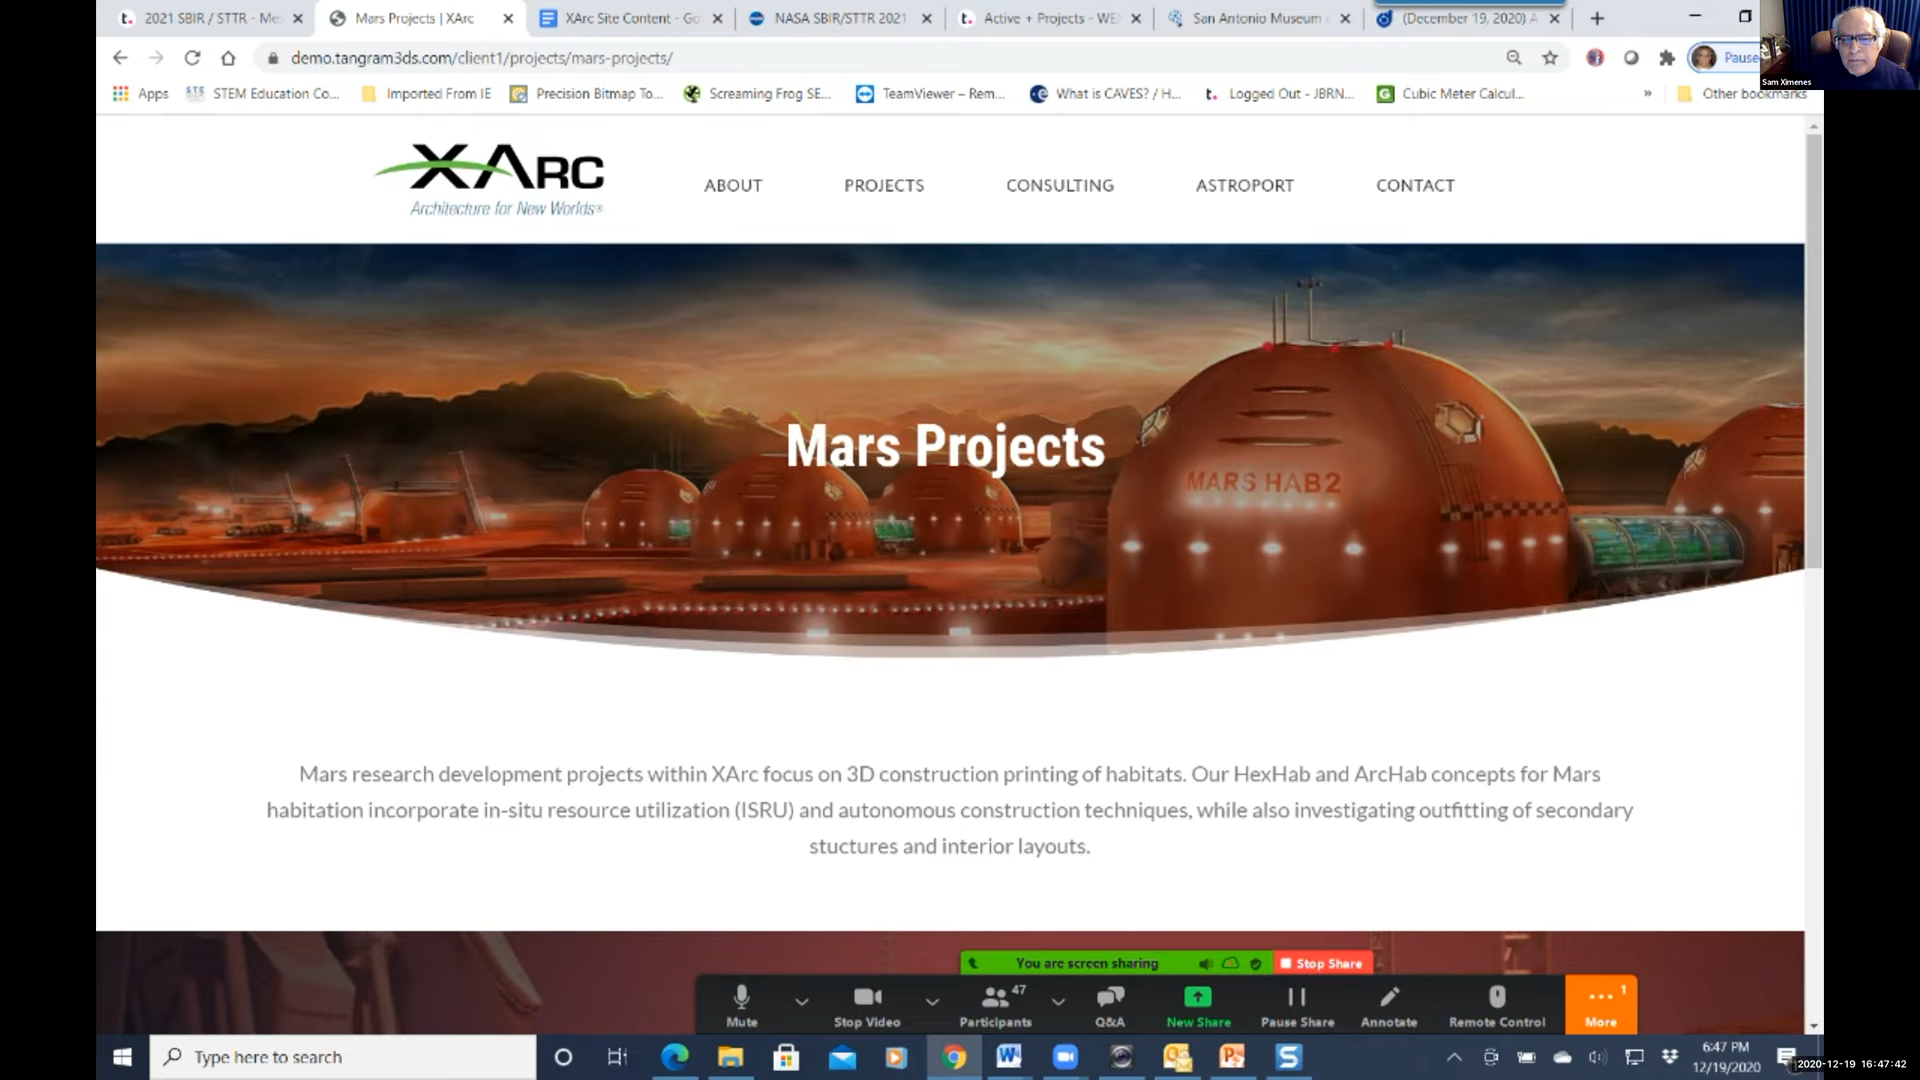 2021 SBIR / STTR - Me
Mars Projects | XArc
XArc Site Content - Go
NASA SBIR/STTR 2021
Active + Projects - WE
San Antonio Museum
(December 19, 2020) A
demo.tangram3ds.com/client1/projects/mars-projects/
Pause
Sam Ximenes
Apps
STEM Education Co...
Imported From IE
Precision Bitmap To...
Screaming Frog SE...
TeamViewer – Rem...
What is CAVES? / H...
Logged Out - JBRN...
Cubic Meter Calcul...
»
Other bookmarks
XArc
Architecture for New Worlds®
ABOUT
PROJECTS
CONSULTING
ASTROPORT
CONTACT
Mars Projects
MARS HAB2
Mars research development projects within XArc focus on 3D construction printing of habitats. Our HexHab and ArcHab concepts for Mars
habitation incorporate in-situ resource utilization (ISRU) and autonomous construction techniques, while also investigating outfitting of secondary
stuctures and interior layouts.
You are screen sharing
Stop Share
Mute
Stop Video
47
Participants
Q&A
New Share
Pause Share
Annotate
Remote Control
1
More
Type here to search
6:47 PM
12/19/2020
2020-12-19 16:47:42